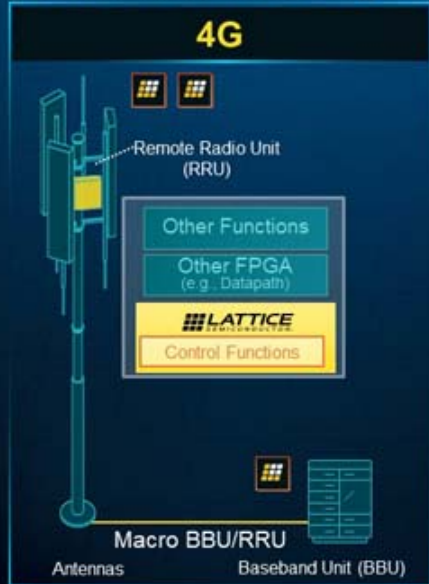 4G
Remote Radio Unit
(RRU)
Other Functions
Other FPGA
(e.g., Datapath)
LATTICE
SEMICONDUCTOR
Control Functions
Macro BBU/RRU
Antennas
Baseband Unit (BBU)